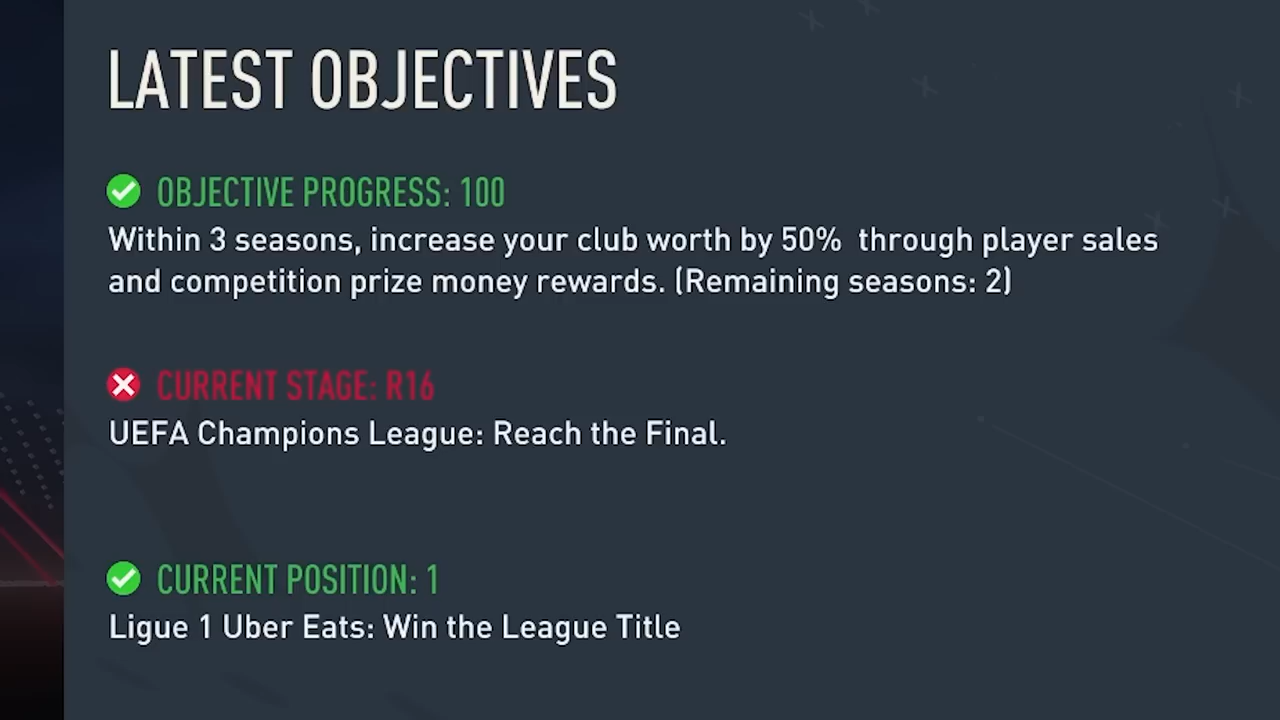 LATEST OBJECTIVES
OBJECTIVE PROGRESS: 100
Within 3 seasons, increase your club worth by 50%  through player sales
and competition prize money rewards. (Remaining seasons: 2)
CURRENT STAGE: R16
UEFA Champions League: Reach the Final.
CURRENT POSITION: 1
Ligue 1 Uber Eats: Win the League Title